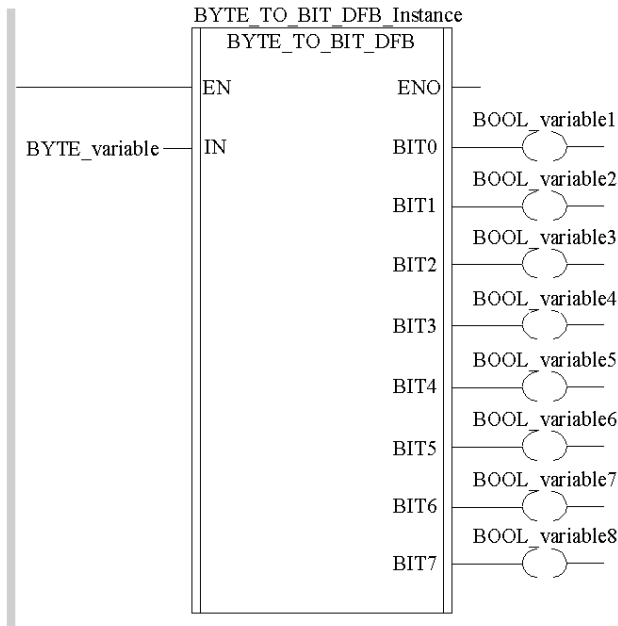 BYTE_TO_BIT_DFB_Instance
BYTE_TO_BIT_DFB
EN ENO
BOOL_variable1
BYTE_variable IN BIT0
BOOL_variable2
BIT1
BOOL_variable3
BIT2
BOOL_variable4
BIT3
BOOL_variable5
BIT4
BOOL_variable6
BIT5
BOOL_variable7
BIT6
BOOL_variable8
BIT7